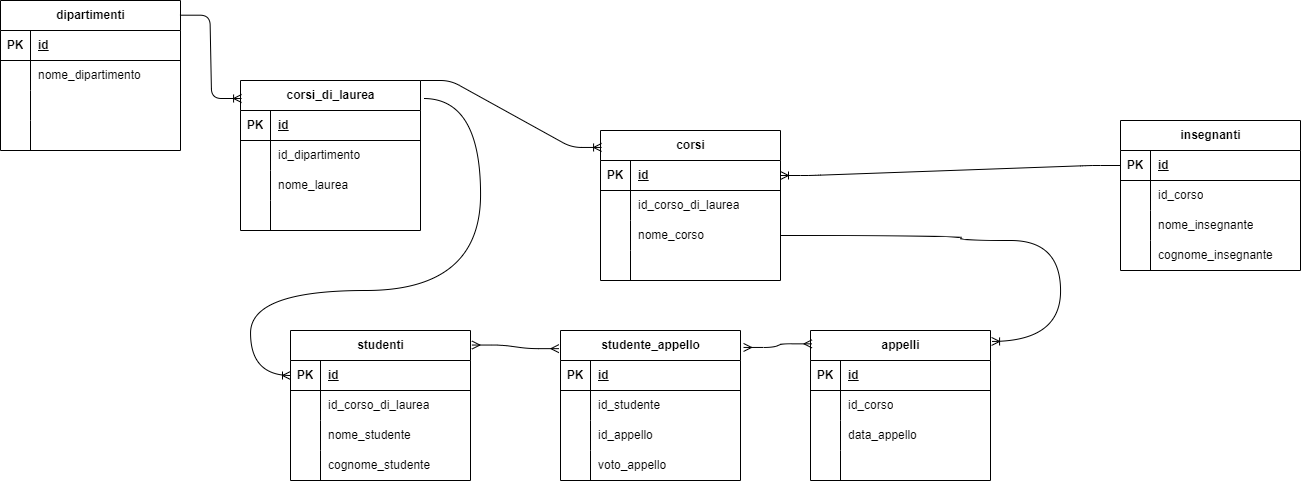 dipartimenti
PK id
nome_dipartimento
corsi_di_laurea
PK id
id_dipartimento
nome_laurea
corsi
PK id
id_corso_di_laurea
nome_corso
insegnanti
PK id
id_corso
nome_insegnante
cognome_insegnante
studenti
PK id
id_corso_di_laurea
nome_studente
cognome_studente
studente_appello
PK id
id_studente
id_appello
voto_appello
appelli
PK id
id_corso
data_appello